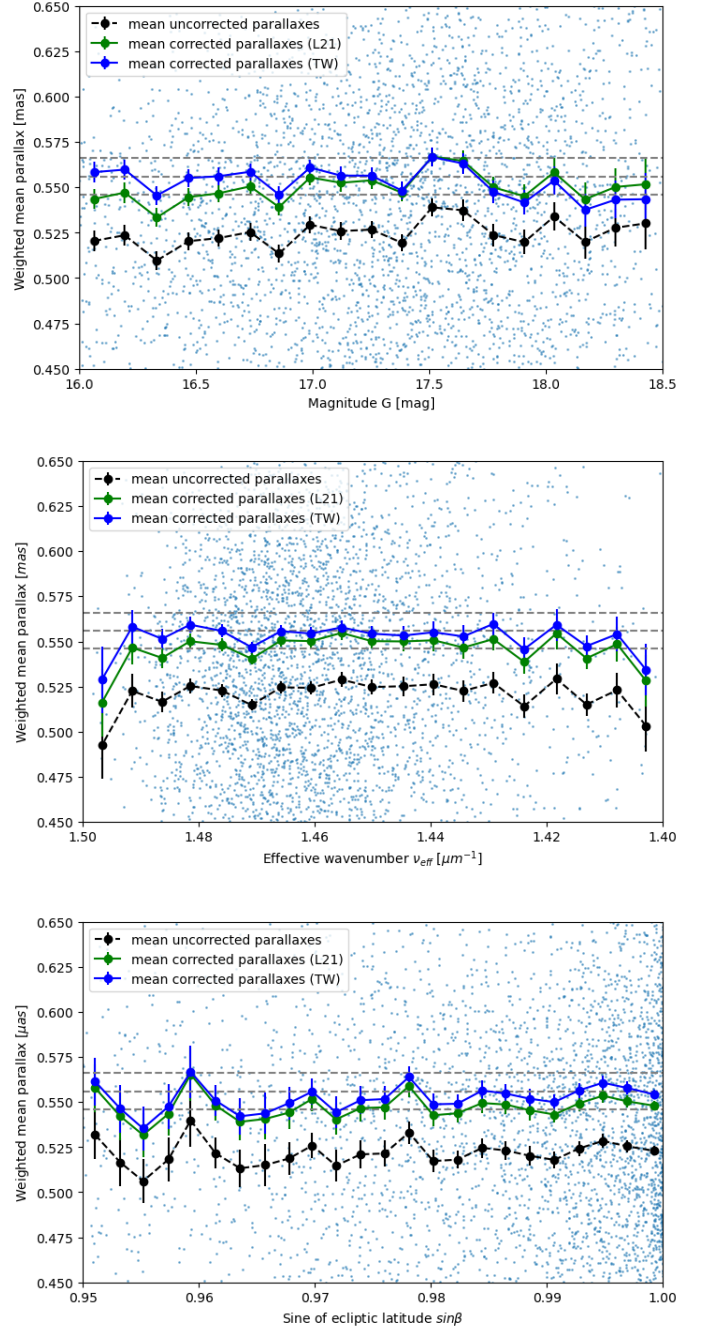 0.650
0.625
0.600
0.575
0.550
0.525
0.500
0.475
0.450
Weighted mean parallax [mas]
mean uncorrected parallaxes
mean corrected parallaxes (L21)
mean corrected parallaxes (TW)
16.0 16.5 17.0 17.5 18.0 18.5
Magnitude G [mag]
0.650
0.625
0.600
0.575
0.550
0.525
0.500
0.475
0.450
Weighted mean parallax [mas]
mean uncorrected parallaxes
mean corrected parallaxes (L21)
mean corrected parallaxes (TW)
1.50 1.48 1.46 1.44 1.42 1.40
Effective wavenumber ν_eff [μm⁻¹]
0.650
0.625
0.600
0.575
0.550
0.525
0.500
0.475
0.450
Weighted mean parallax [μas]
mean uncorrected parallaxes
mean corrected parallaxes (L21)
mean corrected parallaxes (TW)
0.95 0.96 0.97 0.98 0.99 1.00
Sine of ecliptic latitude sinβ